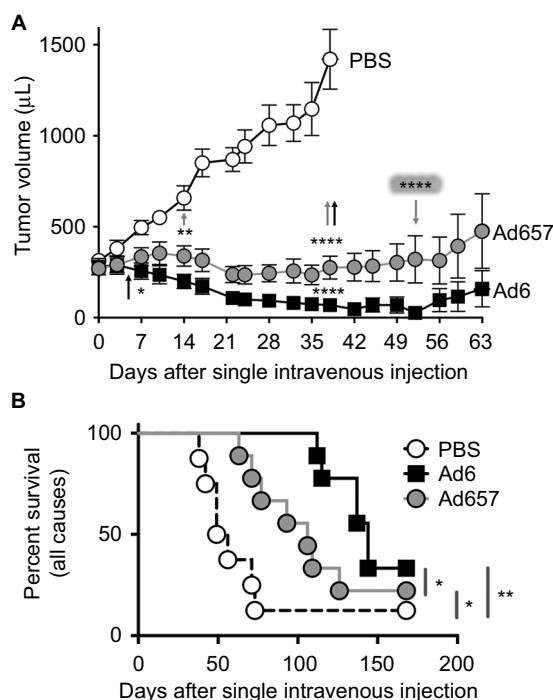 A
Tumor volume (μL)
1500
1000
500
0
PBS
**
****
****
Ad657
*
****
Ad6
0 7 14 21 28 35 42 49 56 63
Days after single intravenous injection
B
Percent survival
(all causes)
100
50
0
PBS
Ad6
Ad657
*
*
**
0 50 100 150 200
Days after single intravenous injection